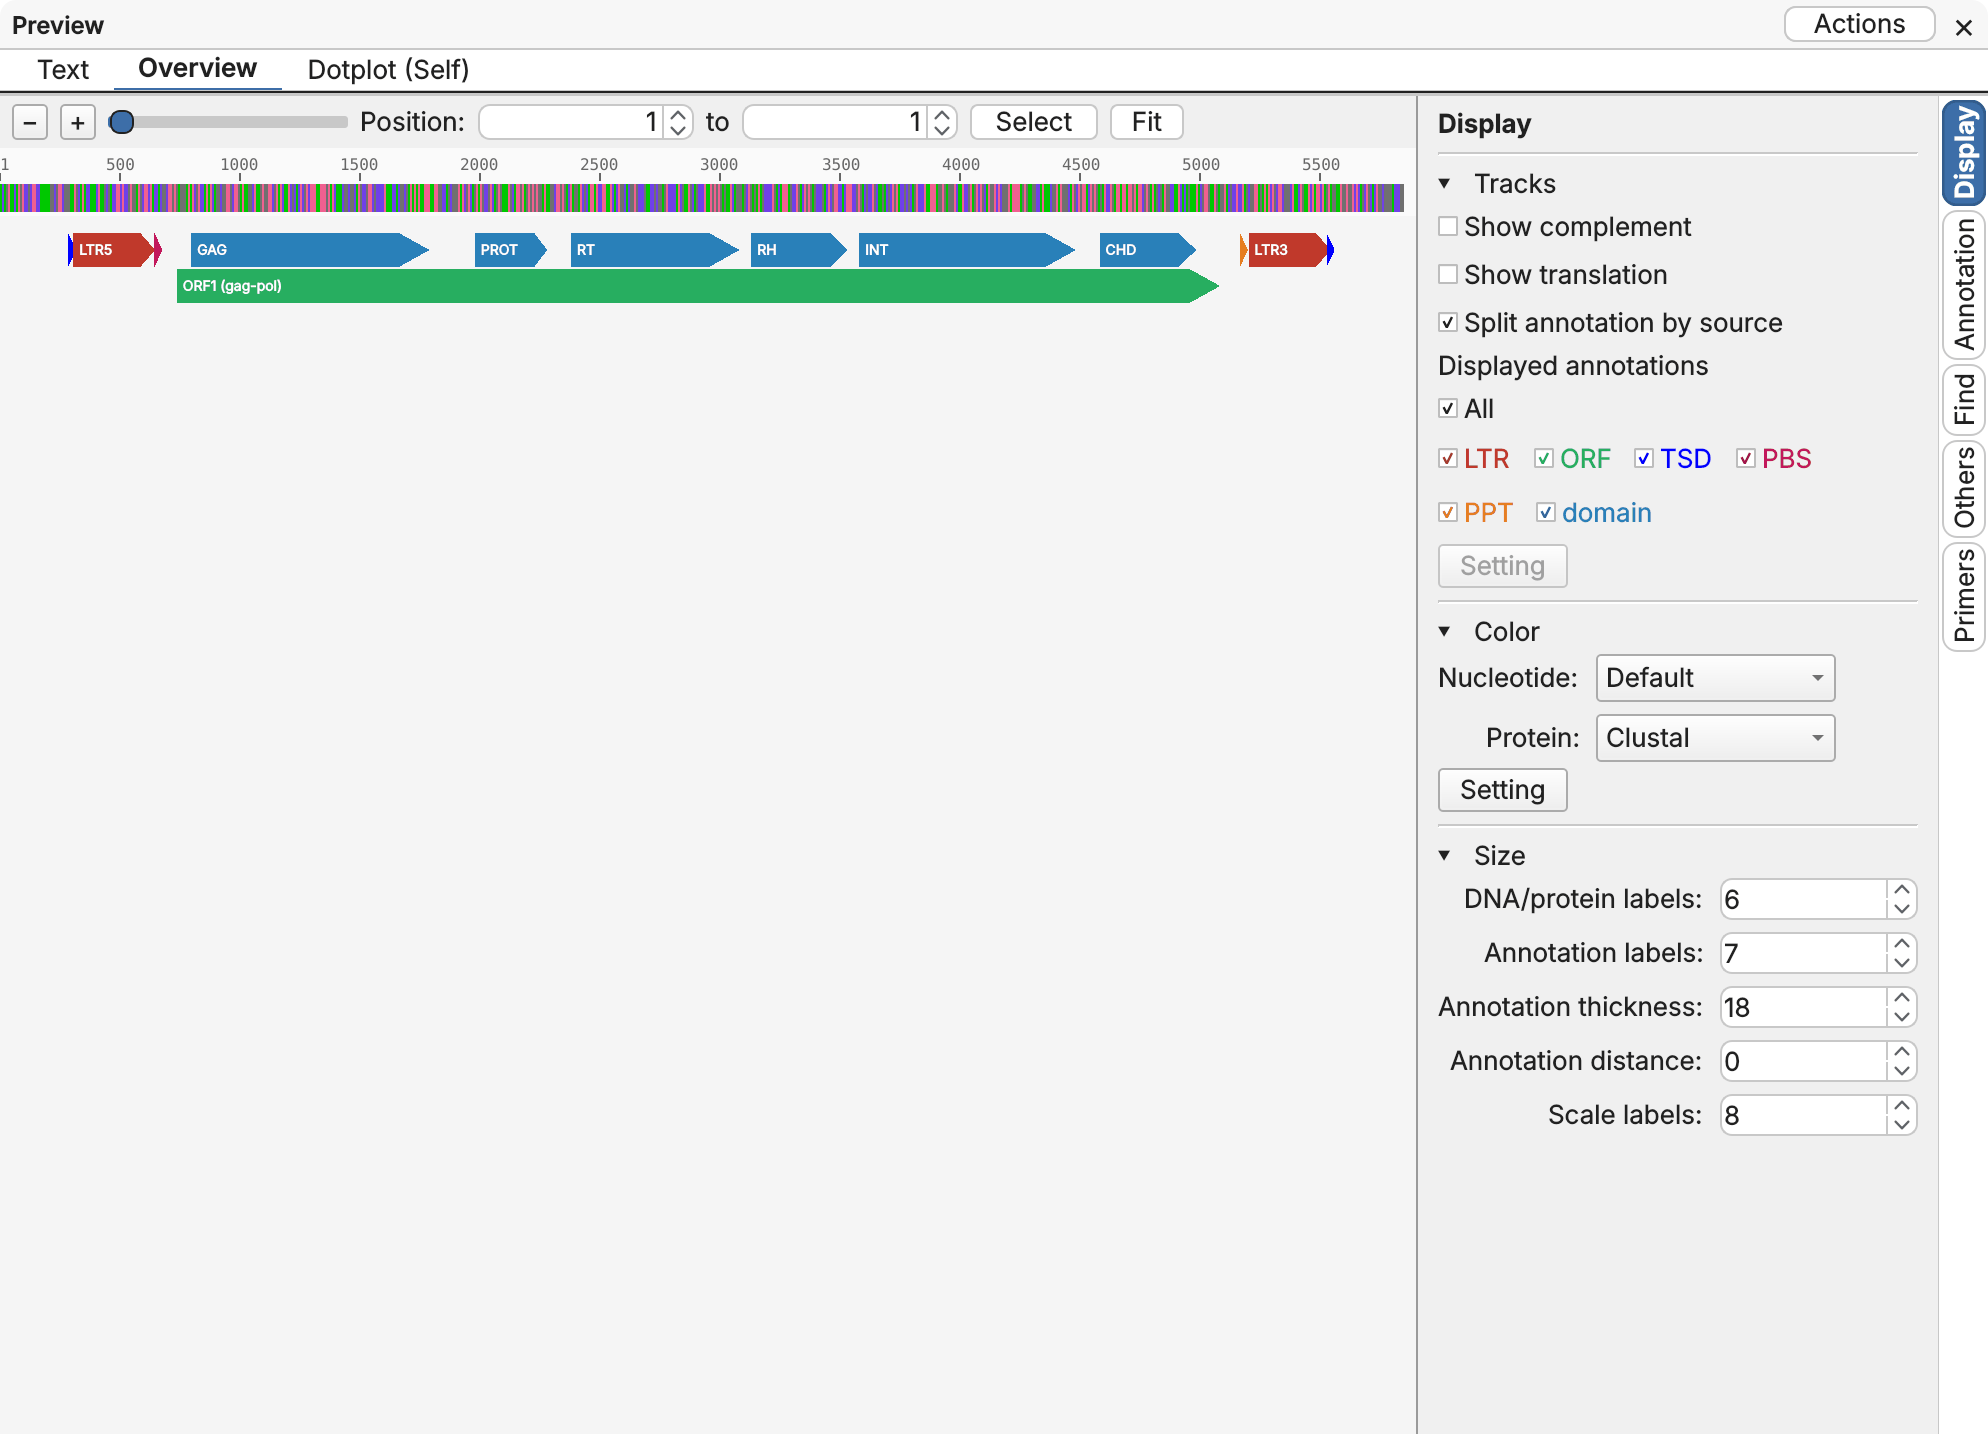 Preview
Actions
Text Overview Dotplot (Self)
− + Position: 1 to 1 Select Fit
1 500 1000 1500 2000 2500 3000 3500 4000 4500 5000 5500
LTR5 GAG PROT RT RH INT CHD LTR3
ORF1 (gag-pol)
Display
Tracks
Show complement
Show translation
Split annotation by source
Displayed annotations
All
LTR ORF TSD PBS
PPT domain
Setting
Color
Nucleotide: Default
Protein: Clustal
Setting
Size
DNA/protein labels: 6
Annotation labels: 7
Annotation thickness: 18
Annotation distance: 0
Scale labels: 8
Display
Annotation
Find
Others
Primers